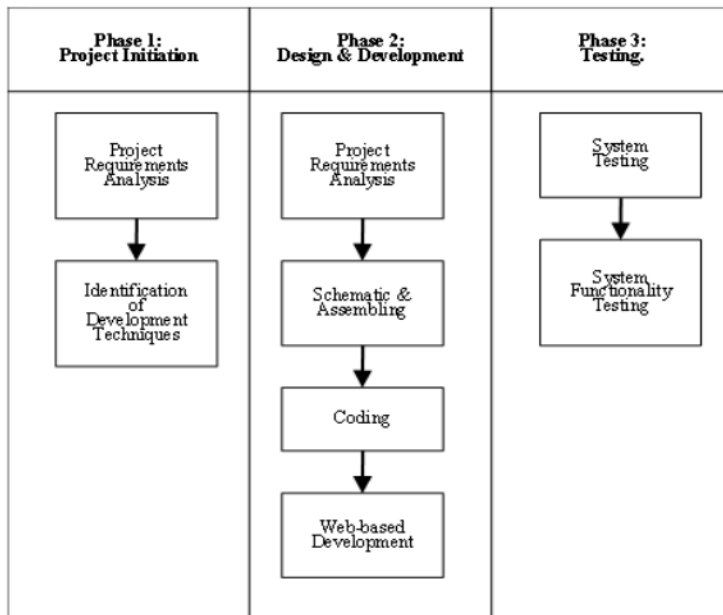 Phase 1:
Project Initiation
Phase 2:
Design & Development
Phase 3:
Testing.
Project
Requirements
Analysis
Identification
of
Development
Techniques
Project
Requirements
Analysis
Schematic &
Assembling
Coding
Web-based
Development
System
Testing
System
Functionality
Testing